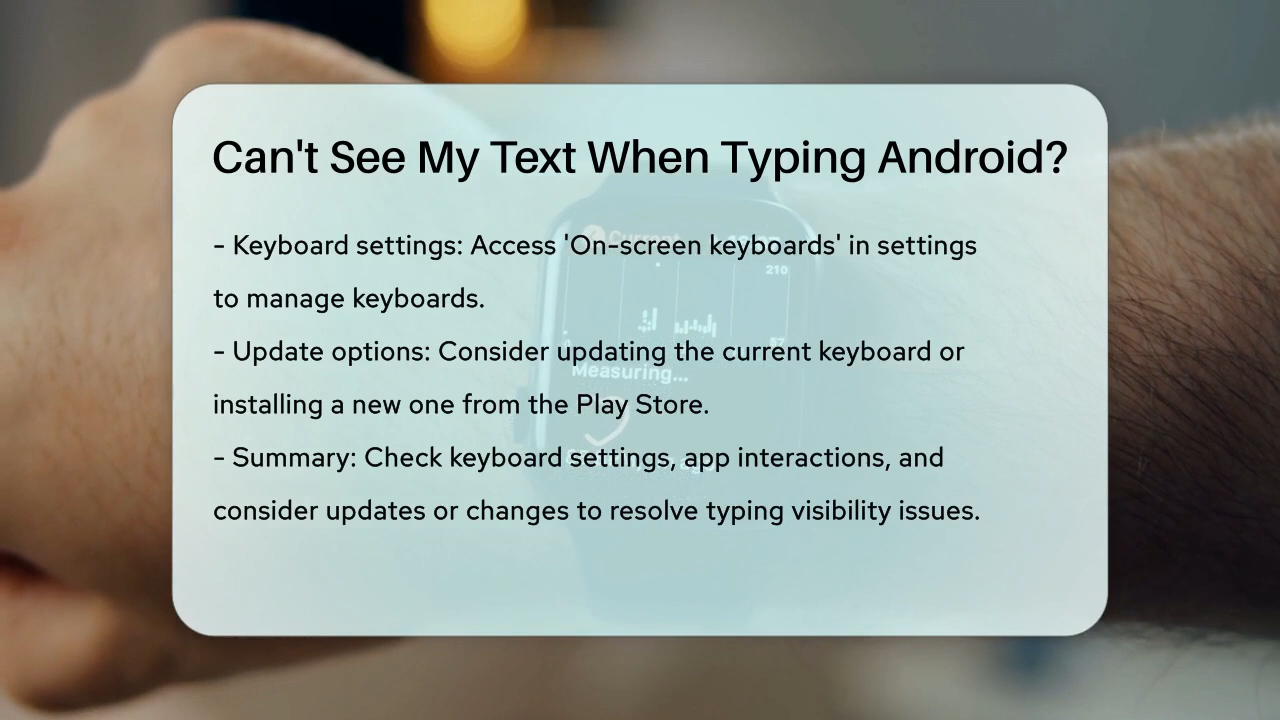 Can't See My Text When Typing Android?
- Keyboard settings: Access 'On-screen keyboards' in settings
to manage keyboards.
- Update options: Consider updating the current keyboard or
installing a new one from the Play Store.
- Summary: Check keyboard settings, app interactions, and
consider updates or changes to resolve typing visibility issues.
Current
210
Measuring...